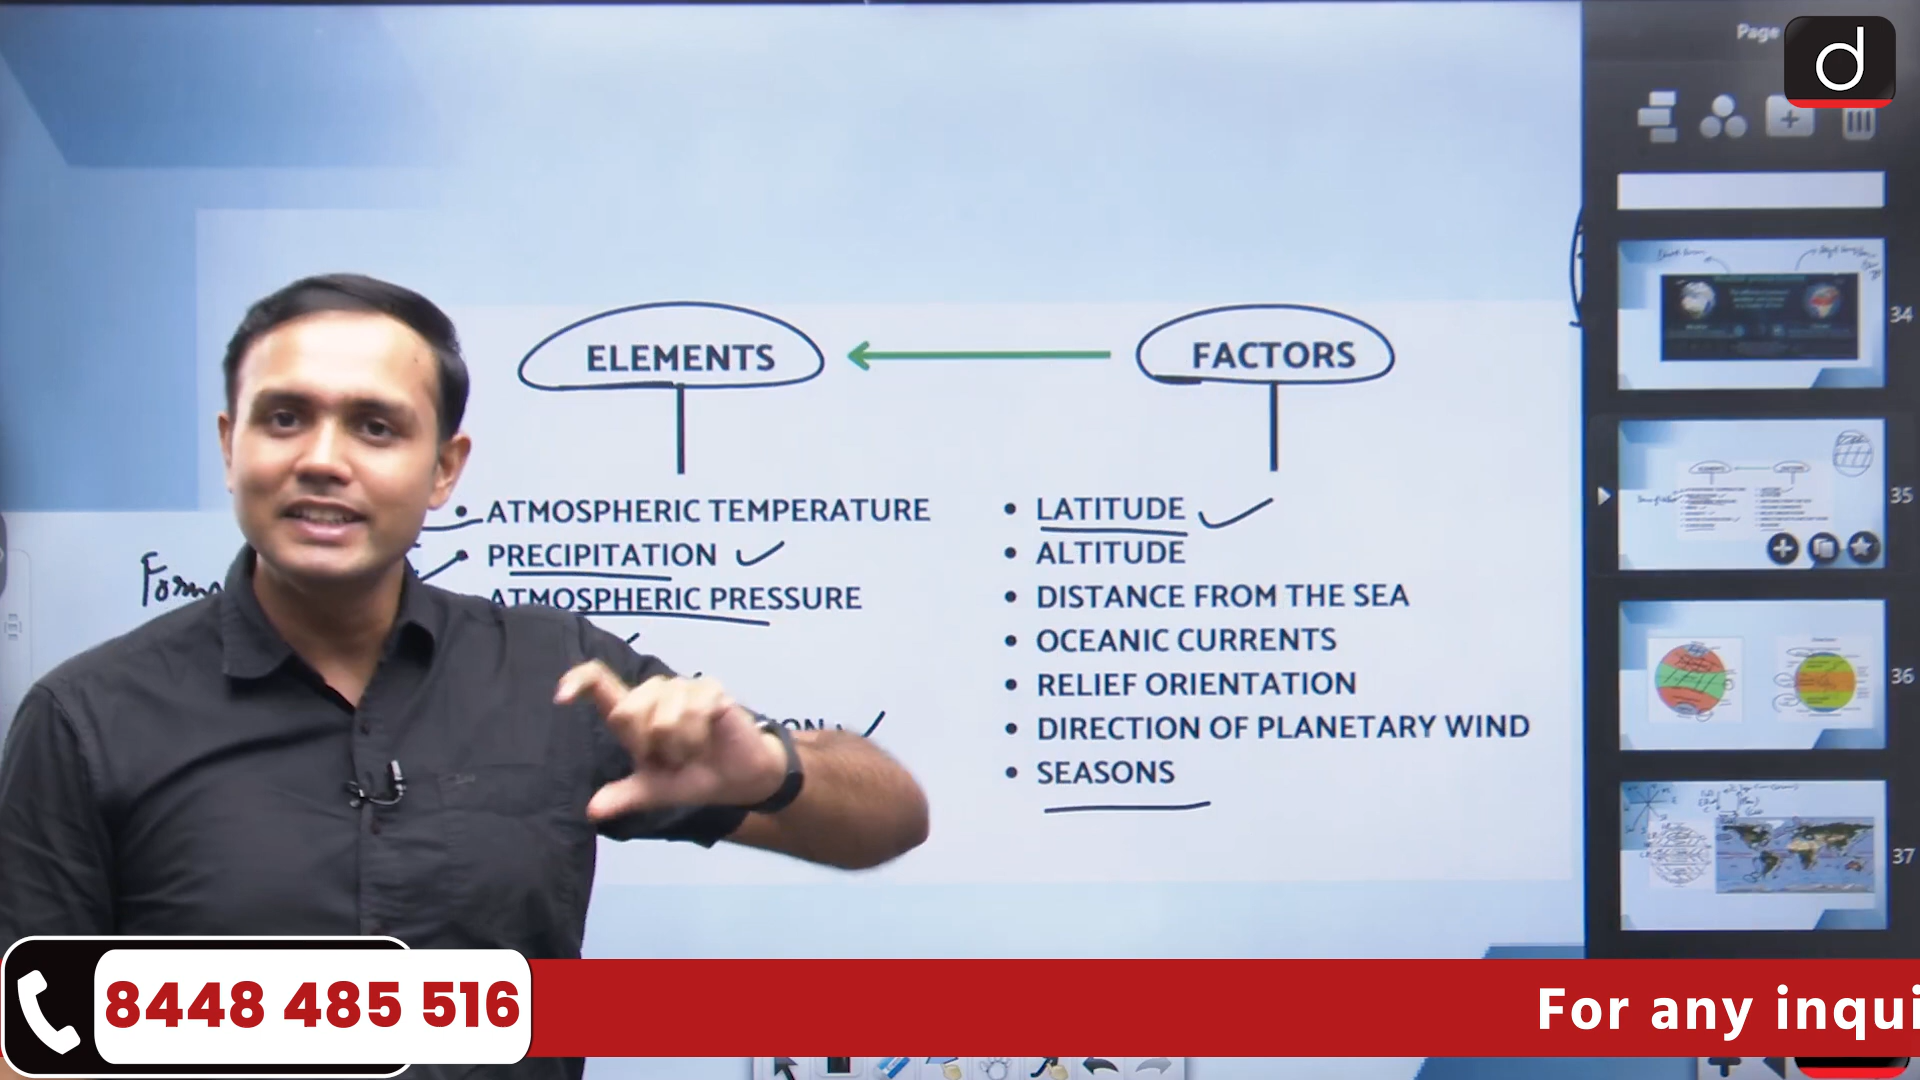 Page
d
ELEMENTS
FACTORS
• ATMOSPHERIC TEMPERATURE
• PRECIPITATION
ATMOSPHERIC PRESSURE
Form
• LATITUDE
• ALTITUDE
• DISTANCE FROM THE SEA
• OCEANIC CURRENTS
• RELIEF ORIENTATION
• DIRECTION OF PLANETARY WIND
• SEASONS
34
35
36
37
8448 485 516
For any inqui